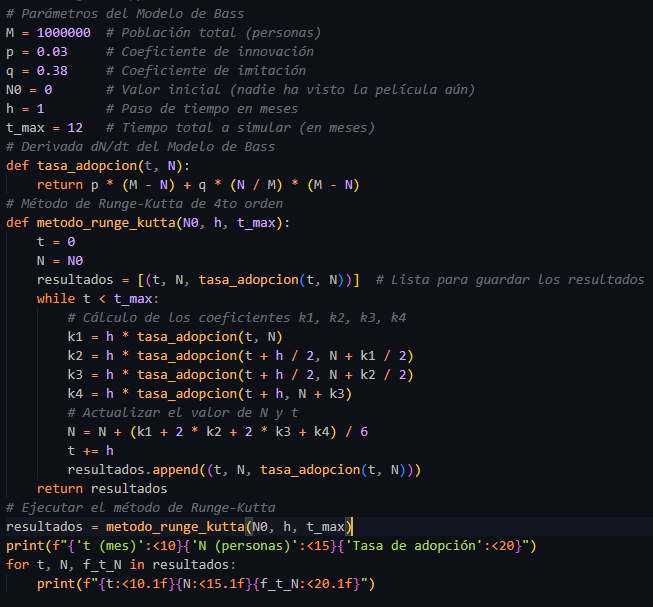 # Parámetros del Modelo de Bass
M = 1000000  # Población total (personas)
p = 0.03     # Coeficiente de innovación
q = 0.38     # Coeficiente de imitación
N0 = 0       # Valor inicial (nadie ha visto la película aún)
h = 1        # Paso de tiempo en meses
t_max = 12   # Tiempo total a simular (en meses)
# Derivada dN/dt del Modelo de Bass
def tasa_adopcion(t, N):
    return p * (M - N) + q * (N / M) * (M - N)
# Método de Runge-Kutta de 4to orden
def metodo_runge_kutta(N0, h, t_max):
    t = 0
    N = N0
    resultados = [(t, N, tasa_adopcion(t, N))]  # Lista para guardar los resultados
    while t < t_max:
        # Cálculo de los coeficientes k1, k2, k3, k4
        k1 = h * tasa_adopcion(t, N)
        k2 = h * tasa_adopcion(t + h / 2, N + k1 / 2)
        k3 = h * tasa_adopcion(t + h / 2, N + k2 / 2)
        k4 = h * tasa_adopcion(t + h, N + k3)
        # Actualizar el valor de N y t
        N = N + (k1 + 2 * k2 + 2 * k3 + k4) / 6
        t += h
        resultados.append((t, N, tasa_adopcion(t, N)))
    return resultados
# Ejecutar el método de Runge-Kutta
resultados = metodo_runge_kutta(N0, h, t_max)
print(f"{'t (mes)':<10}{'N (personas)':<15}{'Tasa de adopción':<20}")
for t, N, f_t_N in resultados:
    print(f"{t:<10.1f}{N:<15.1f}{f_t_N:<20.1f}")